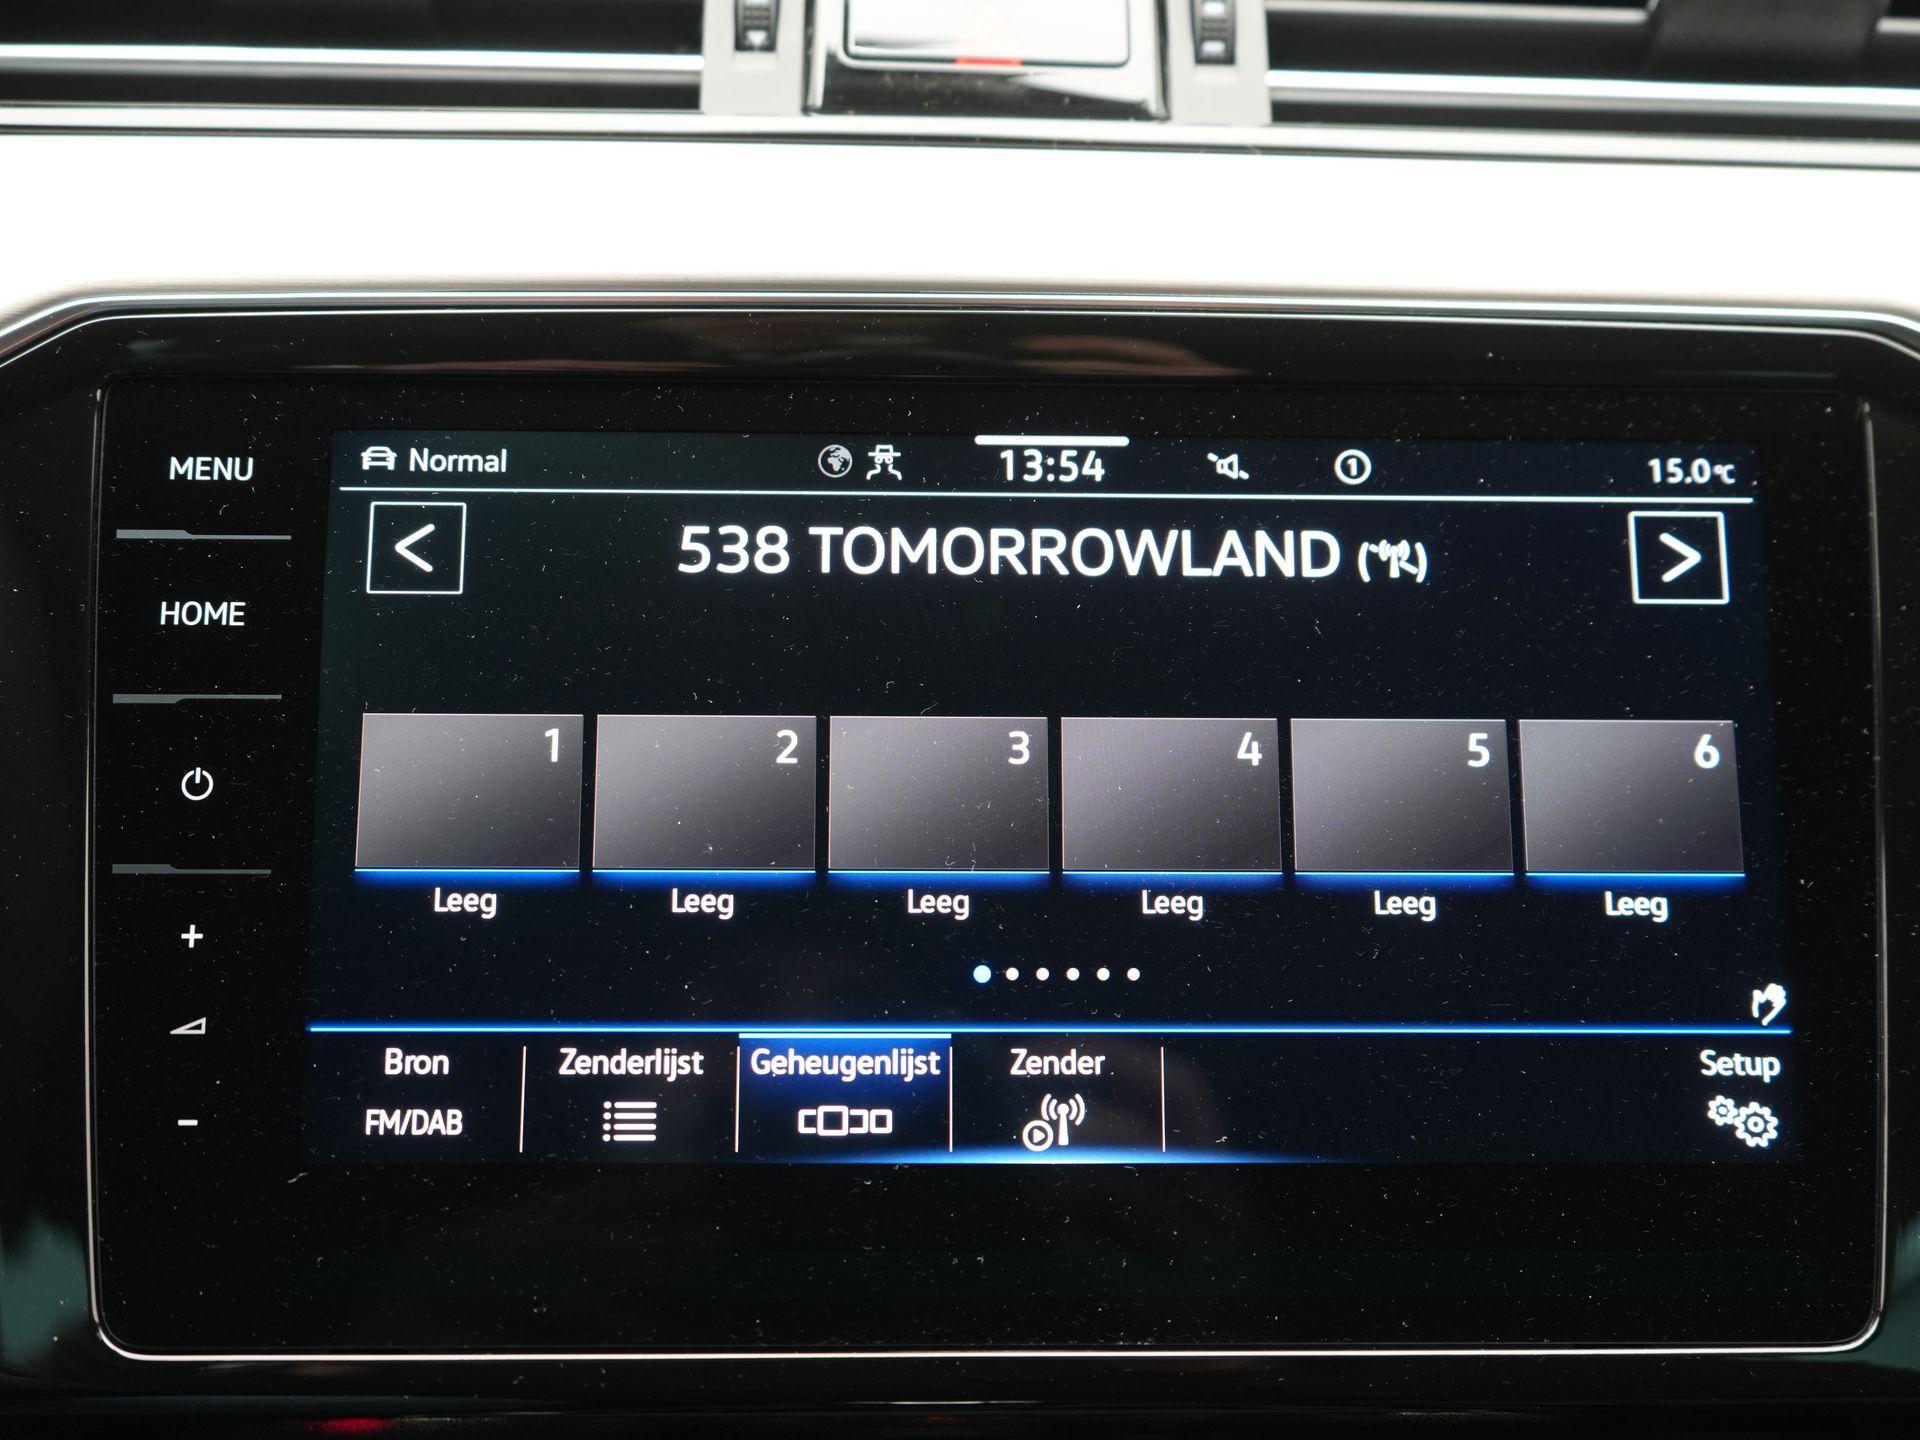 MENU
HOME
+
-
Normal
13:54
1
15.0°C
<
538 TOMORROWLAND
>
1 2 3 4 5 6
Leeg Leeg Leeg Leeg Leeg Leeg
Bron Zenderlijst Geheugenlijst Zender Setup
FM/DAB